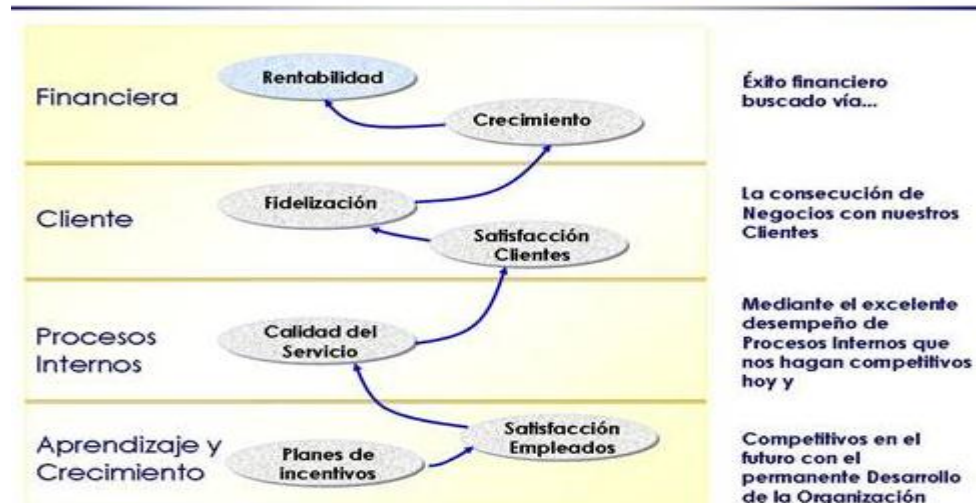 Financiera
Rentabilidad
Crecimiento
Éxito financiero
buscado vía...
Cliente
Fidelización
Satisfacción
Clientes
La consecución de
Negocios con nuestros
Clientes
Procesos
Internos
Calidad del
Servicio
Mediante el excelente
desempeño de
Procesos Internos que
nos hagan competitivos
hoy y
Aprendizaje y
Crecimiento
Planes de
incentivos
Satisfacción
Empleados
Competitivos en el
futuro con el
permanente Desarrollo
de la Organización